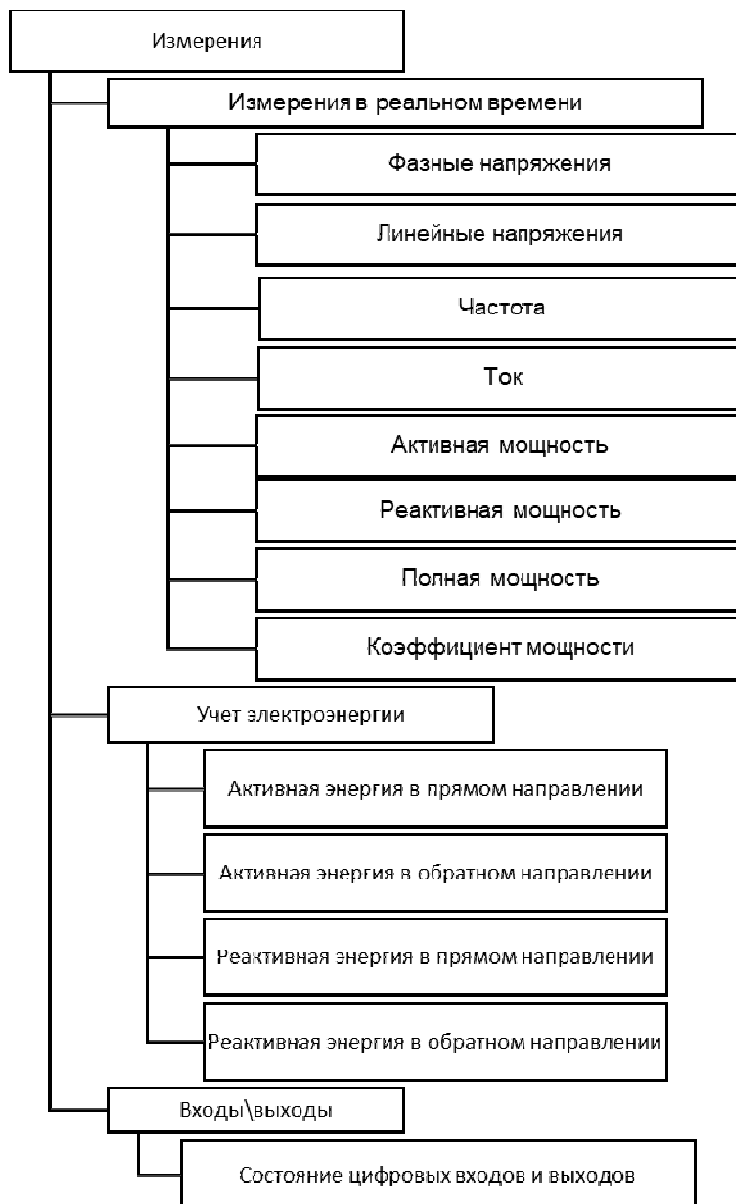 Измерения
Измерения в реальном времени
Фазные напряжения
Линейные напряжения
Частота
Ток
Активная мощность
Реактивная мощность
Полная мощность
Коэффициент мощности
Учет электроэнергии
Активная энергия в прямом направлении
Активная энергия в обратном направлении
Реактивная энергия в прямом направлении
Реактивная энергия в обратном направлении
Входы\выходы
Состояние цифровых входов и выходов